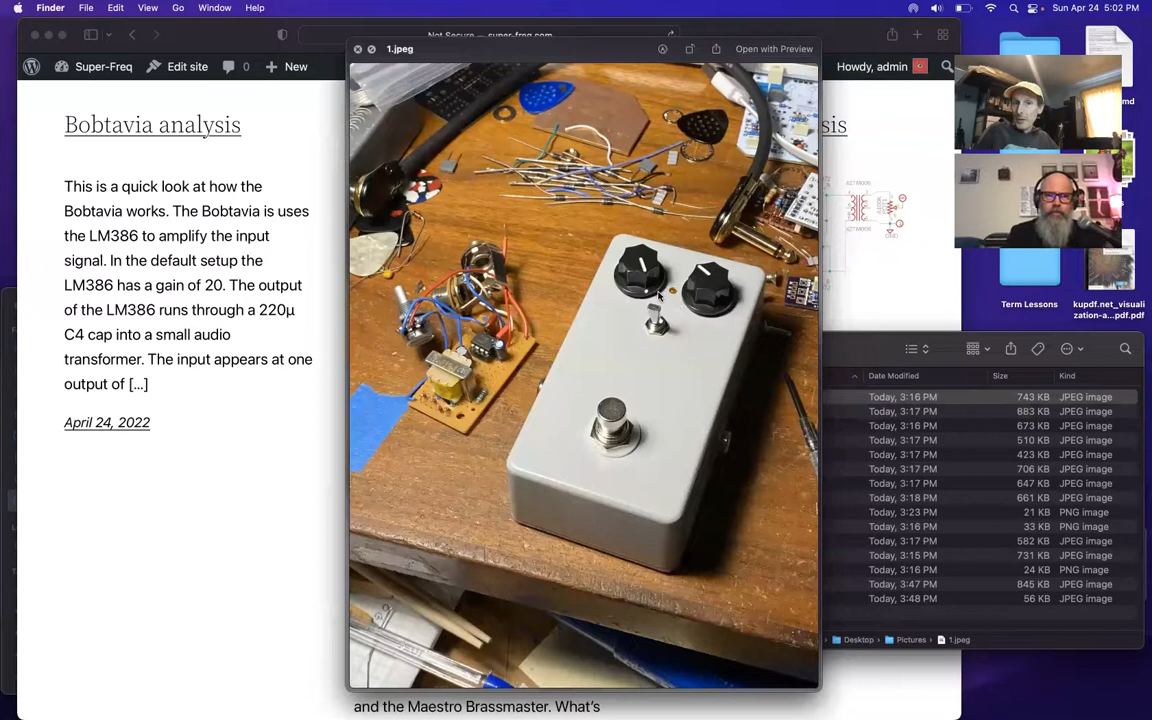 Finder File Edit View Go Window Help
Sun Apr 24 5:02 PM
Not Secure — super-freq.com
1.jpeg
Open with Preview
Super-Freq Edit site 0 New
Howdy, admin
Bobtavia analysis
This is a quick look at how the
Bobtavia works. The Bobtavia is uses
the LM386 to amplify the input
signal. In the default setup the
LM386 has a gain of 20. The output
of the LM386 runs through a 220µ
C4 cap into a small audio
transformer. The input appears at one
output of […]
April 24, 2022
and the Maestro Brassmaster. What's
Term Lessons
kupdf.net_visuali
zation-a...pdf.pdf
Date Modified Size Kind
Today, 3:16 PM 743 KB JPEG image
Today, 3:17 PM 883 KB JPEG image
Today, 3:16 PM 673 KB JPEG image
Today, 3:17 PM 510 KB JPEG image
Today, 3:17 PM 423 KB JPEG image
Today, 3:17 PM 706 KB JPEG image
Today, 3:17 PM 647 KB JPEG image
Today, 3:18 PM 661 KB JPEG image
Today, 3:23 PM 21 KB PNG image
Today, 3:16 PM 33 KB PNG image
Today, 3:17 PM 582 KB JPEG image
Today, 3:15 PM 731 KB JPEG image
Today, 3:16 PM 24 KB PNG image
Today, 3:47 PM 845 KB JPEG image
Today, 3:48 PM 56 KB JPEG image
Desktop Pictures 1.jpeg